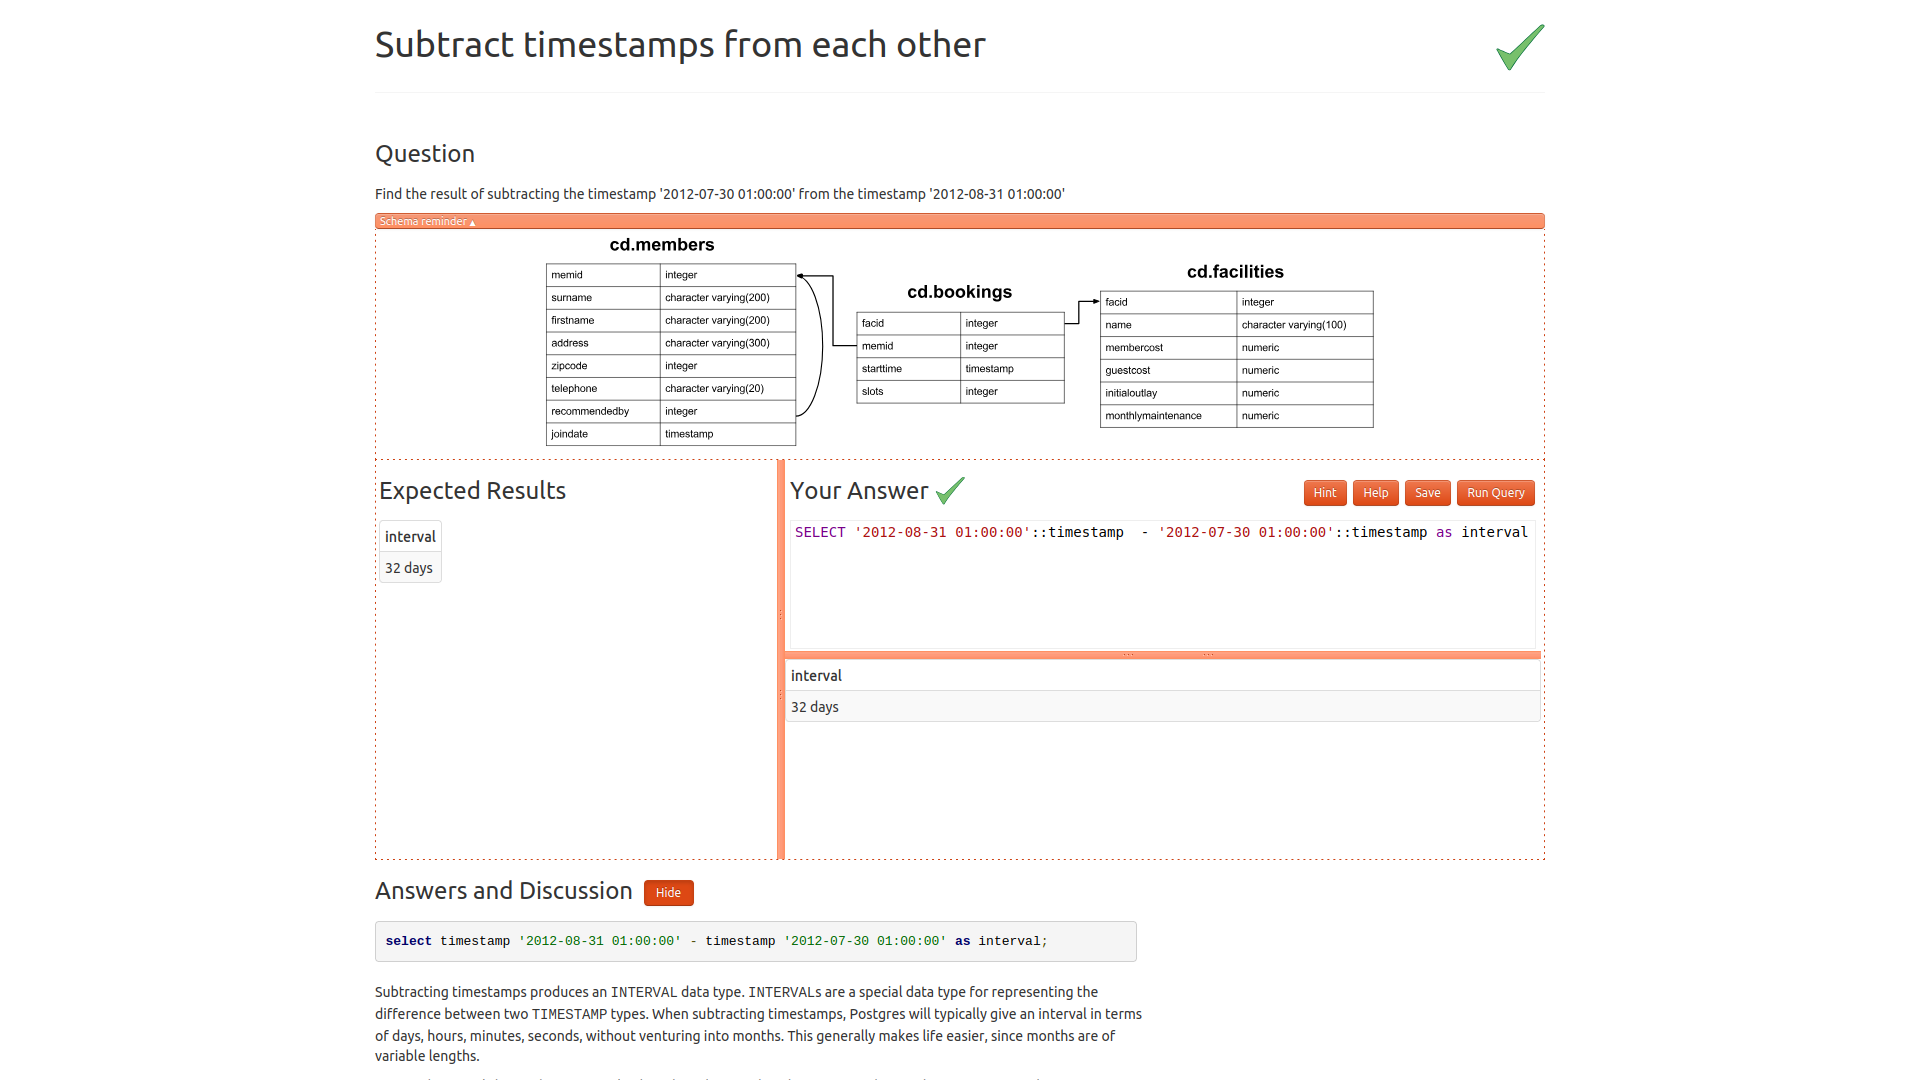 Subtract timestamps from each other
Question
Find the result of subtracting the timestamp '2012-07-30 01:00:00' from the timestamp '2012-08-31 01:00:00'
Schema reminder ▴
cd.members
memid integer
surname character varying(200)
firstname character varying(200)
address character varying(300)
zipcode integer
telephone character varying(20)
recommendedby integer
joindate timestamp
cd.bookings
facid integer
memid integer
starttime timestamp
slots integer
cd.facilities
facid integer
name character varying(100)
membercost numeric
guestcost numeric
initialoutlay numeric
monthlymaintenance numeric
Expected Results
interval
32 days
Your Answer
Hint Help Save Run Query
SELECT '2012-08-31 01:00:00'::timestamp  - '2012-07-30 01:00:00'::timestamp as interval
interval
32 days
Answers and Discussion Hide
select timestamp '2012-08-31 01:00:00' - timestamp '2012-07-30 01:00:00' as interval;
Subtracting timestamps produces an INTERVAL data type. INTERVALs are a special data type for representing the
difference between two TIMESTAMP types. When subtracting timestamps, Postgres will typically give an interval in terms
of days, hours, minutes, seconds, without venturing into months. This generally makes life easier, since months are of
variable lengths.